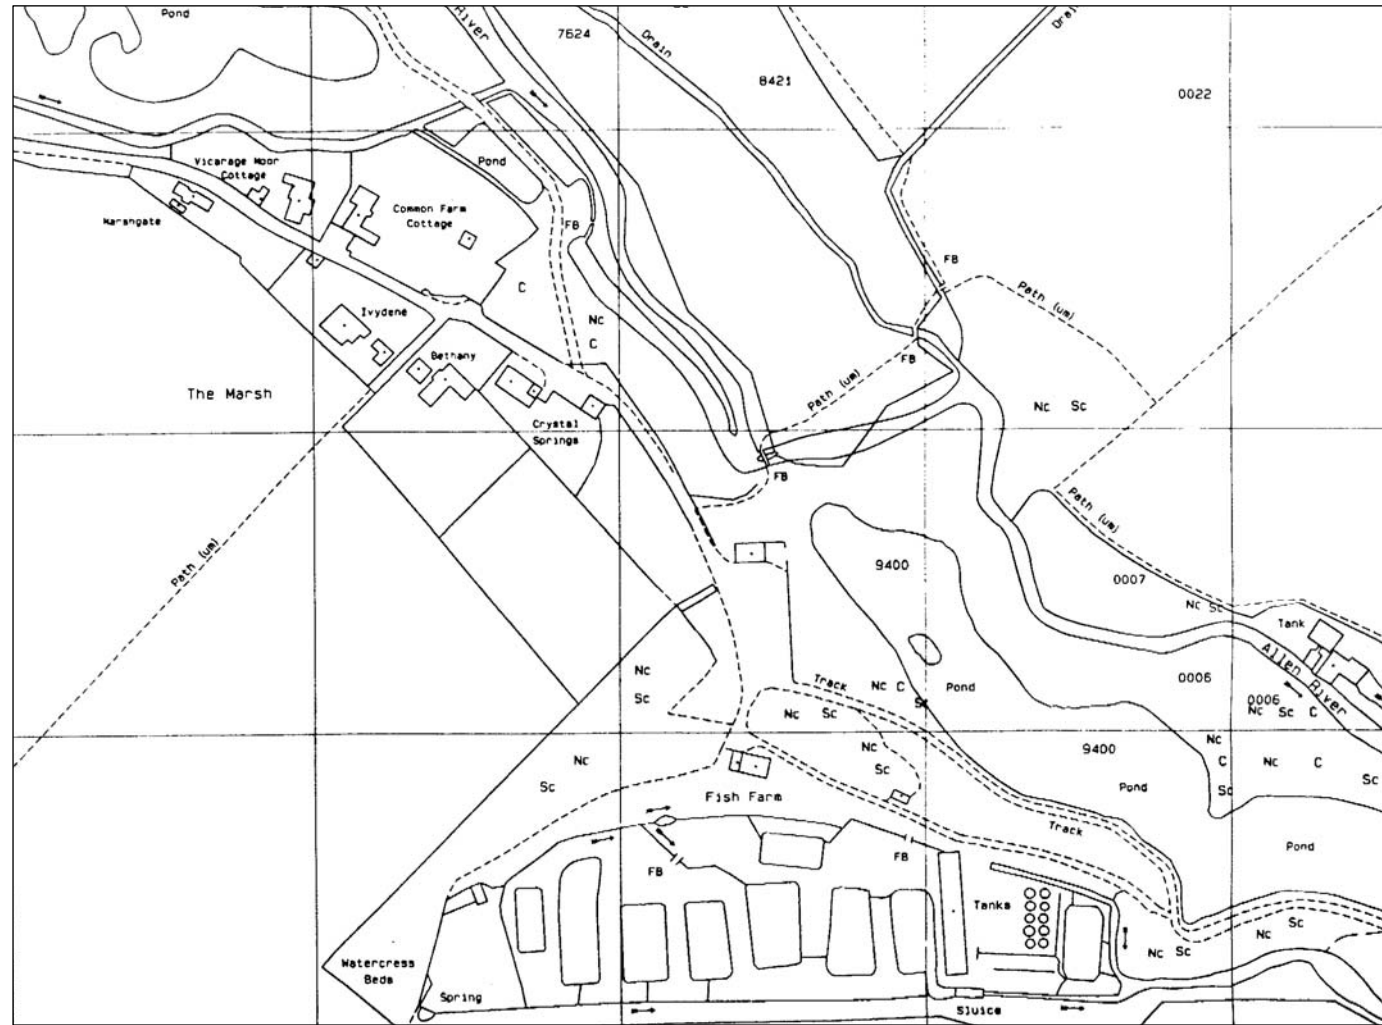 Pond
River
7624
Drain
8421
Drai
0022
Vicarage Moor
Cottage
Pond
Marshgate
Common Farm
Cottage
FB
FB
C
Path (um)
Ivydene
Nc
C
Bethany
FB
Path (um)
The Marsh
Nc Sc
Crystal
Springs
FB
Path (um)
Path (um)
9400
0007
Nc Sc
Tank
Allen River
Nc
Sc
Track
Nc C
Sc
Pond
0006
0006
Nc Sc C
Nc Sc
Nc
Sc
9400
Nc
C
Sc
Nc C
Sc
Nc
Sc
Pond
Fish Farm
Track
Pond
FB
FB
Tanks
Sc
Nc
Nc Sc
Watercress
Beds
Spring
Sluice